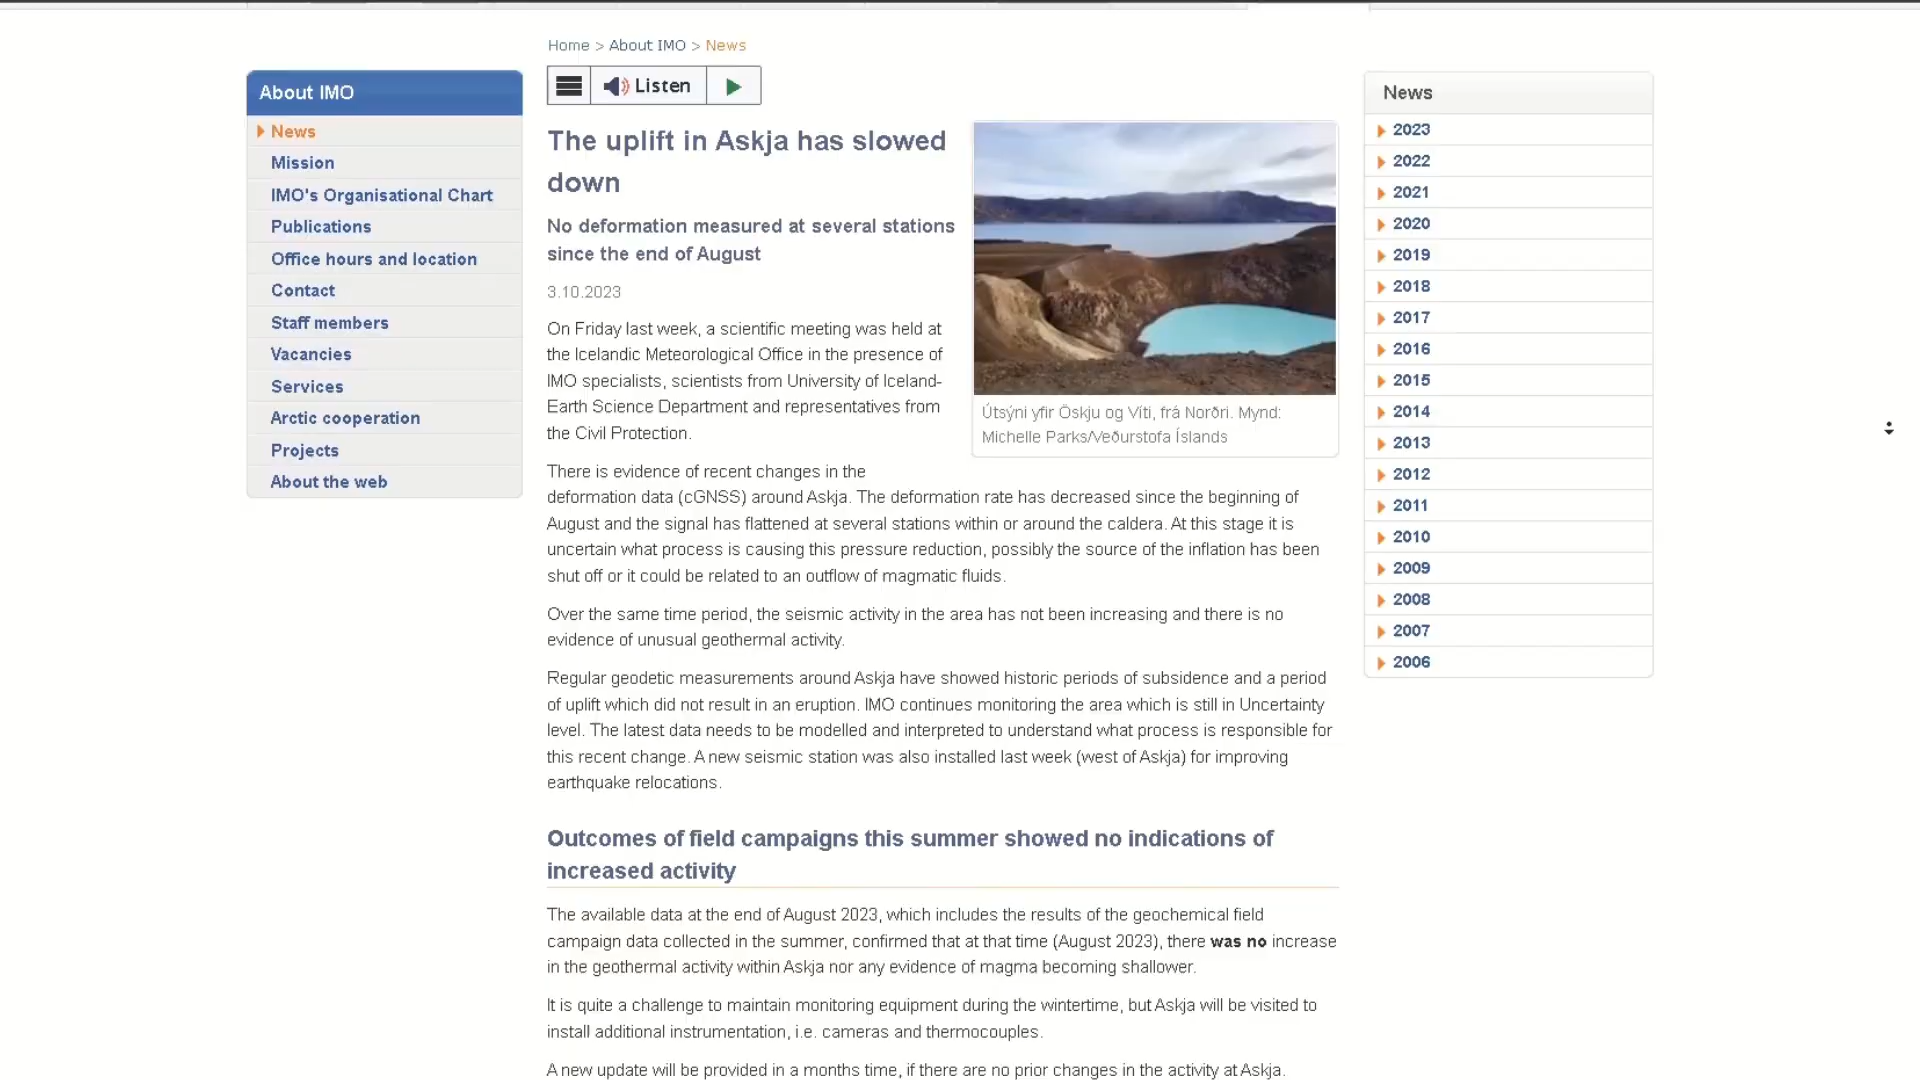 Home > About IMO > News
About IMO
News
Mission
IMO's Organisational Chart
Publications
Office hours and location
Contact
Staff members
Vacancies
Services
Arctic cooperation
Projects
About the web
Listen
The uplift in Askja has slowed
down
No deformation measured at several stations
since the end of August
3.10.2023
On Friday last week, a scientific meeting was held at
the Icelandic Meteorological Office in the presence of
IMO specialists, scientists from University of Iceland-
Earth Science Department and representatives from
the Civil Protection.
Útsýni yfir Öskju og Víti, frá Norðri. Mynd:
Michelle Parks/Veðurstofa Íslands
There is evidence of recent changes in the
deformation data (cGNSS) around Askja. The deformation rate has decreased since the beginning of
August and the signal has flattened at several stations within or around the caldera. At this stage it is
uncertain what process is causing this pressure reduction, possibly the source of the inflation has been
shut off or it could be related to an outflow of magmatic fluids.
Over the same time period, the seismic activity in the area has not been increasing and there is no
evidence of unusual geothermal activity.
Regular geodetic measurements around Askja have showed historic periods of subsidence and a period
of uplift which did not result in an eruption. IMO continues monitoring the area which is still in Uncertainty
level. The latest data needs to be modelled and interpreted to understand what process is responsible for
this recent change. A new seismic station was also installed last week (west of Askja) for improving
earthquake relocations.
Outcomes of field campaigns this summer showed no indications of
increased activity
The available data at the end of August 2023, which includes the results of the geochemical field
campaign data collected in the summer, confirmed that at that time (August 2023), there was no increase
in the geothermal activity within Askja nor any evidence of magma becoming shallower.
It is quite a challenge to maintain monitoring equipment during the wintertime, but Askja will be visited to
install additional instrumentation, i.e. cameras and thermocouples.
A new update will be provided in a months time, if there are no prior changes in the activity at Askja.
News
2023
2022
2021
2020
2019
2018
2017
2016
2015
2014
2013
2012
2011
2010
2009
2008
2007
2006